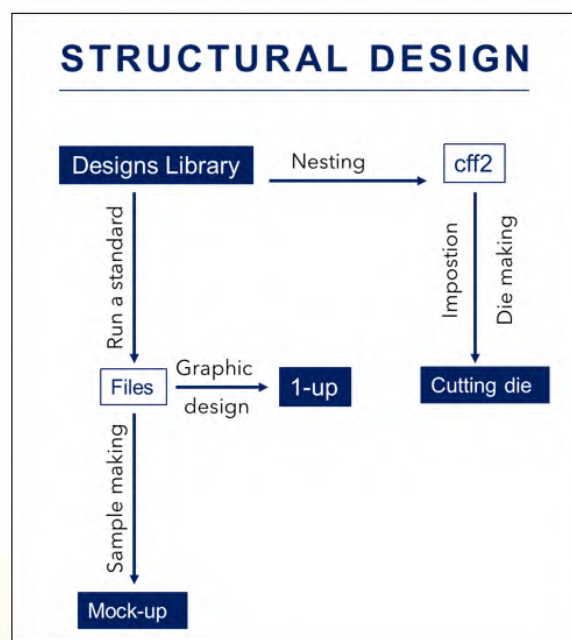 STRUCTURAL DESIGN
Designs Library
Nesting
cff2
Run a standard
Impostion
Die making
Files
Graphic
design
1-up
Cutting die
Sample making
Mock-up